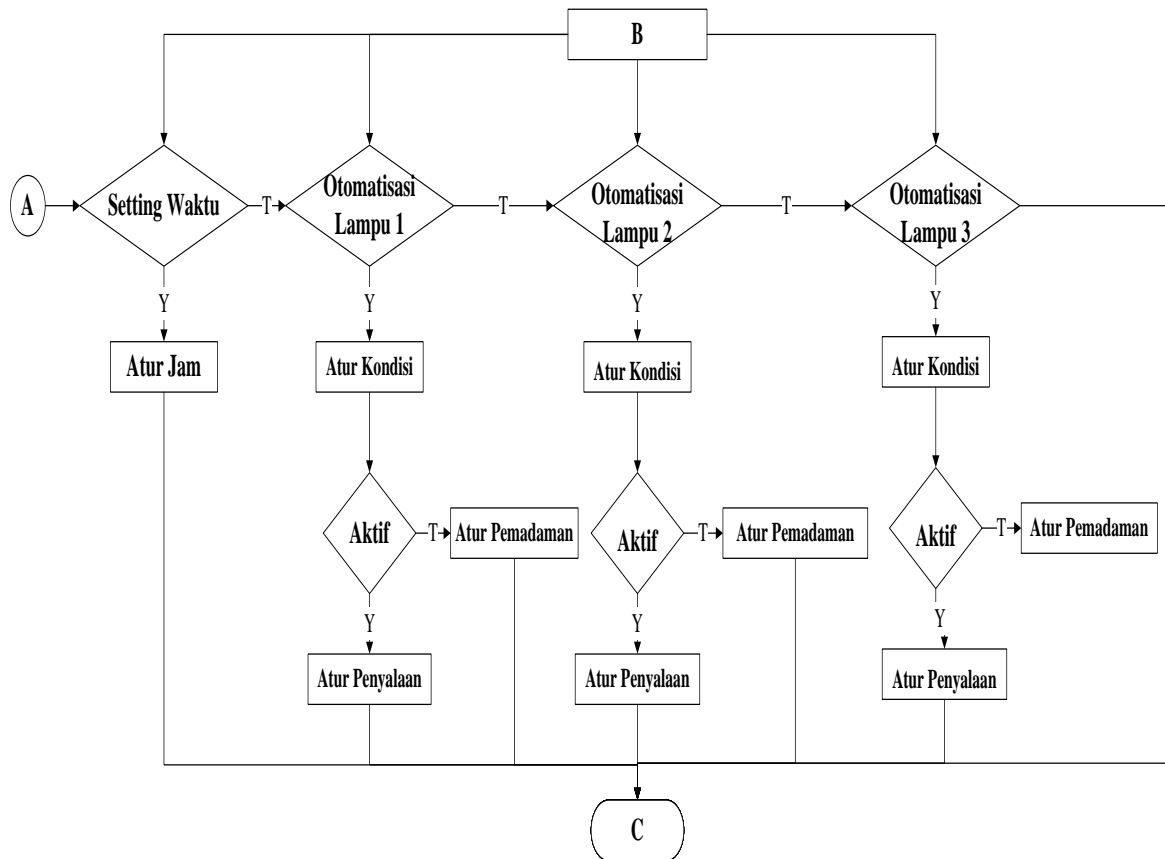 B
A
Setting Waktu
T
Otomatisasi
Lampu 1
T
Otomatisasi
Lampu 2
T
Otomatisasi
Lampu 3
Y
Y
Y
Y
Atur Jam
Atur Kondisi
Atur Kondisi
Atur Kondisi
Aktif
T
Atur Pemadaman
Aktif
T
Atur Pemadaman
Aktif
T
Atur Pemadaman
Y
Y
Y
Atur Penyalaan
Atur Penyalaan
Atur Penyalaan
C